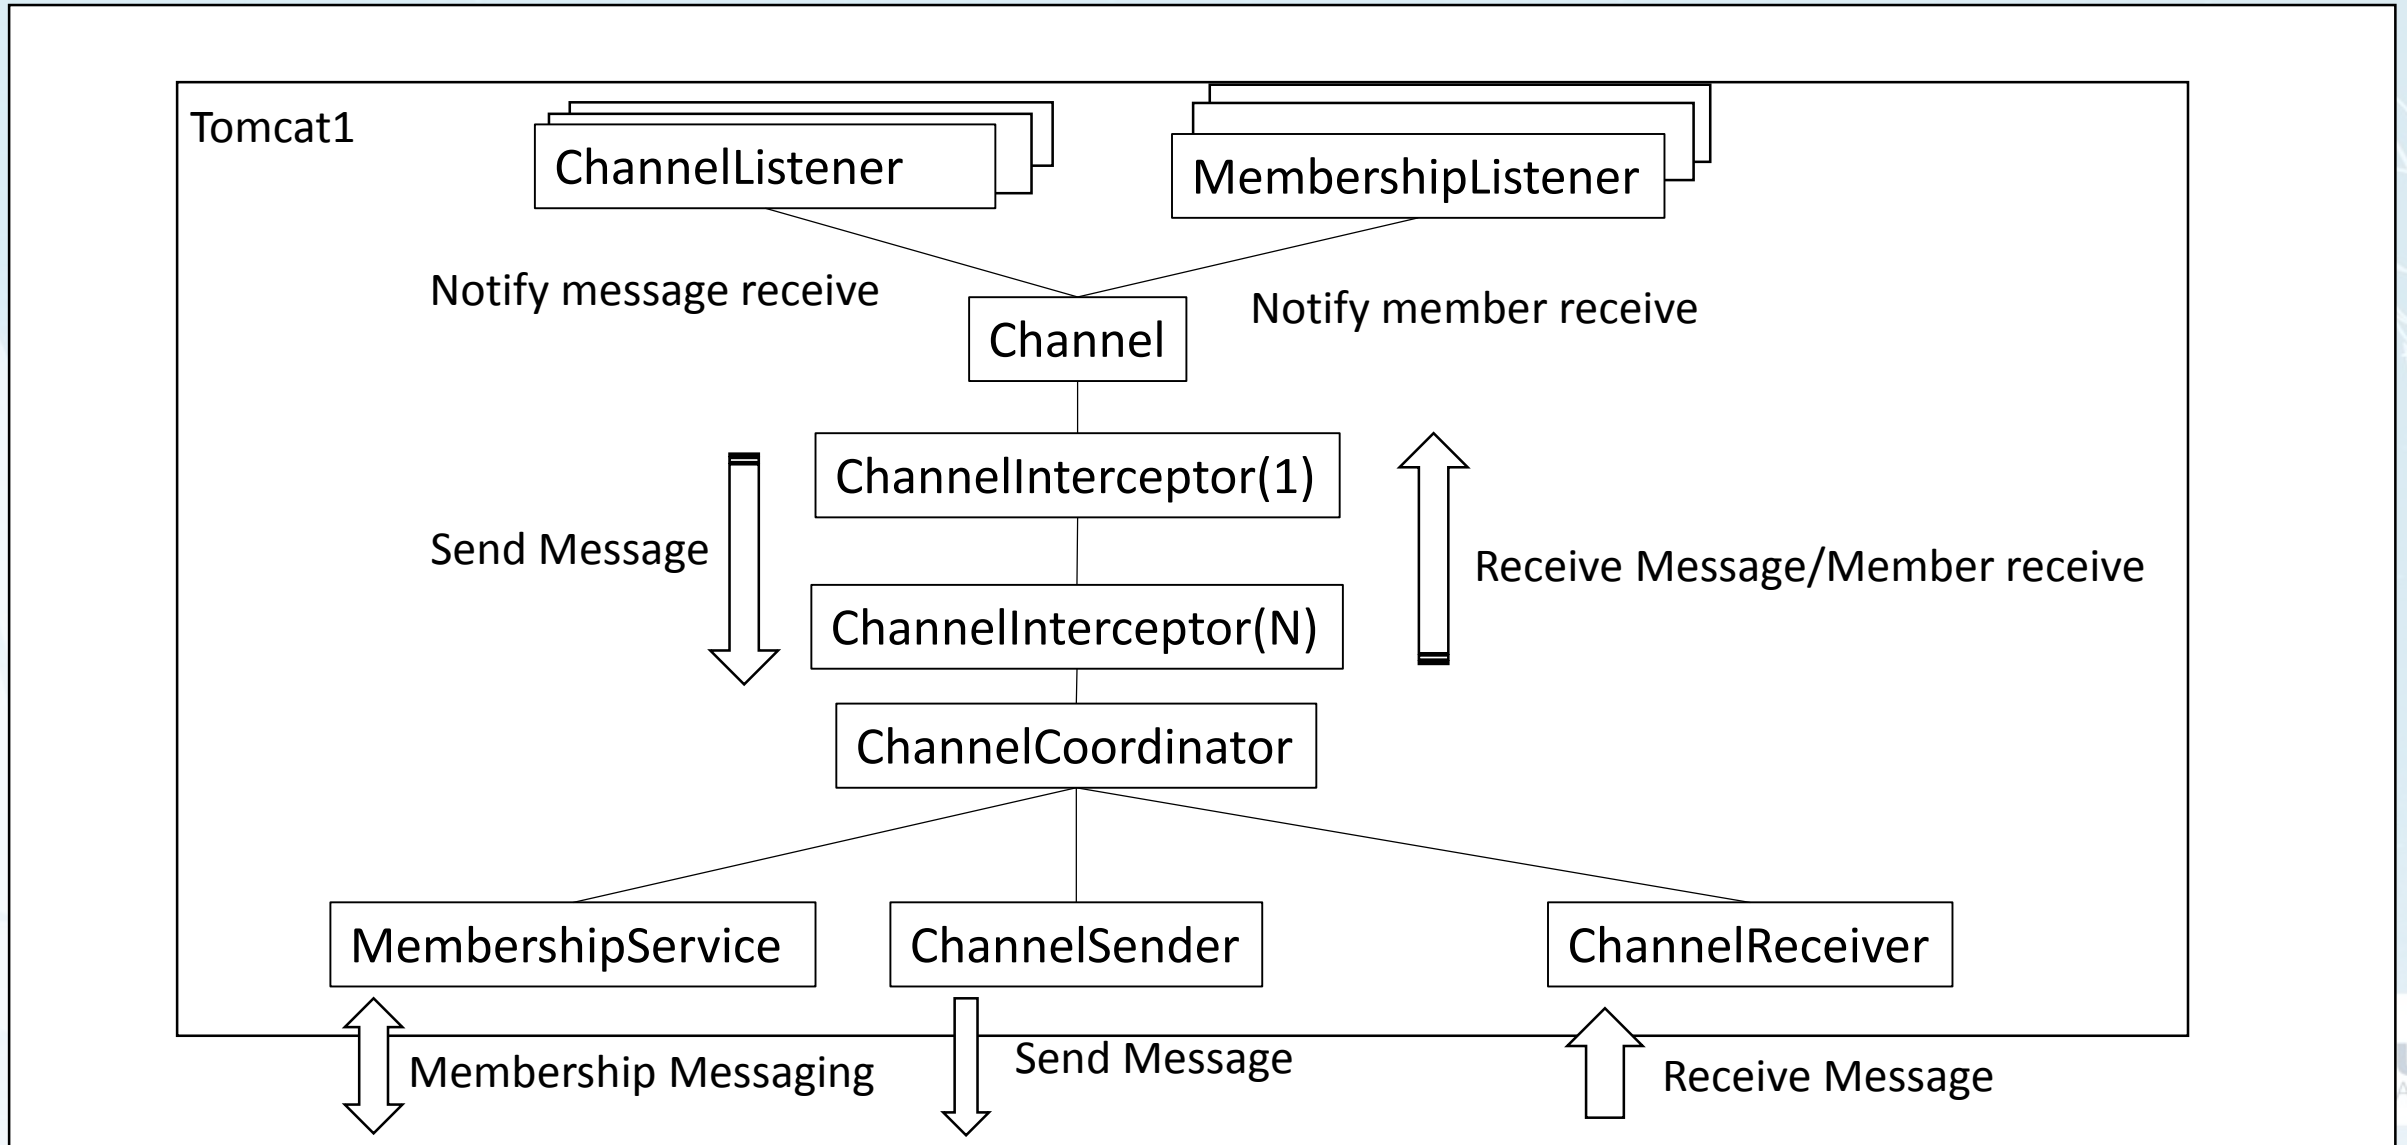 Tomcat1
ChannelListener
MembershipListener
Notify message receive
Notify member receive
Channel
ChannelInterceptor(1)
Send Message
Receive Message/Member receive
ChannelInterceptor(N)
ChannelCoordinator
MembershipService
ChannelSender
ChannelReceiver
Membership Messaging
Send Message
Receive Message